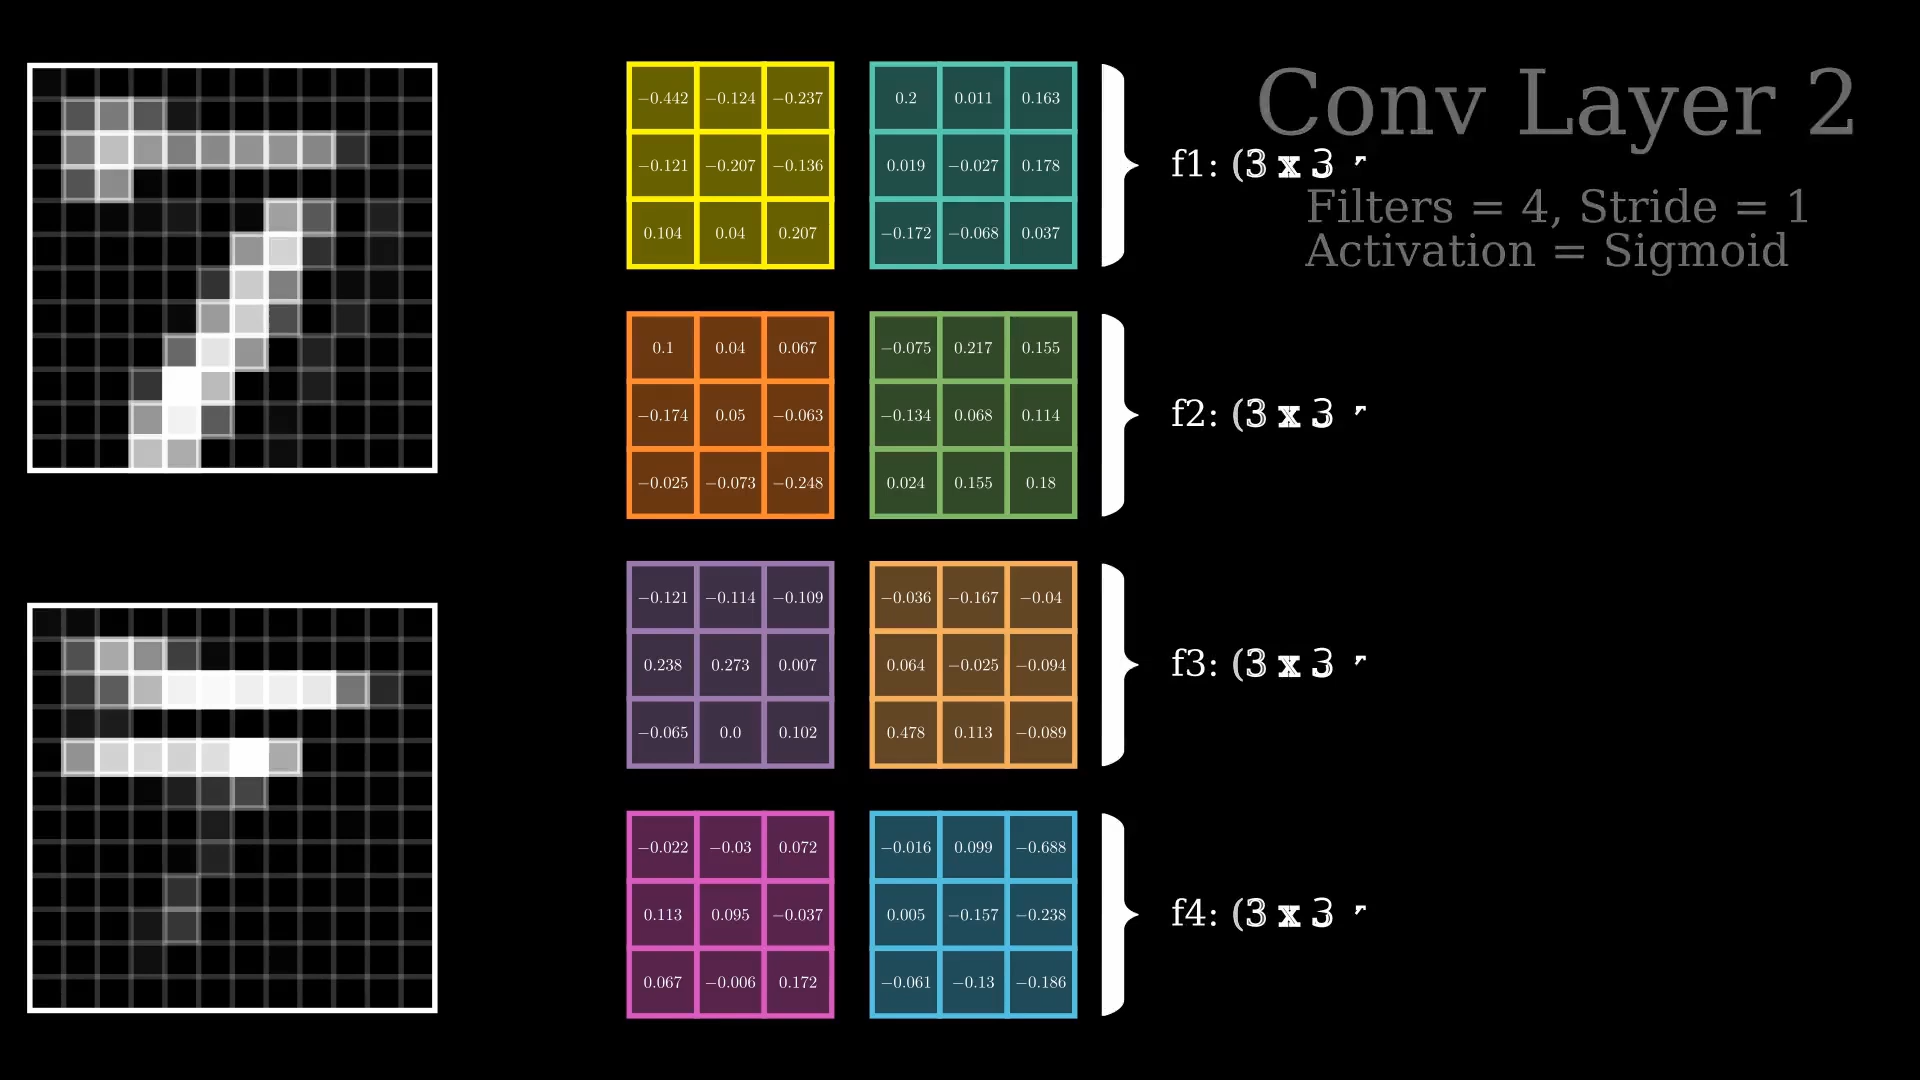 Conv Layer 2
Filters = 4, Stride = 1
Activation = Sigmoid
−0.442 −0.124 −0.237 0.2 0.011 0.163
−0.121 −0.207 −0.136 0.019 −0.027 0.178
f1: (3 x 3
0.104 0.04 0.207 −0.172 −0.068 0.037
0.1 0.04 0.067 −0.075 0.217 0.155
−0.174 0.05 −0.063 −0.134 0.068 0.114
f2: (3 x 3
−0.025 −0.073 −0.248 0.024 0.155 0.18
−0.121 −0.114 −0.109 −0.036 −0.167 −0.04
0.238 0.273 0.007 0.064 −0.025 −0.094
f3: (3 x 3
−0.065 0.0 0.102 0.478 0.113 −0.089
−0.022 −0.03 0.072 −0.016 0.099 −0.688
0.113 0.095 −0.037 0.005 −0.157 −0.238
f4: (3 x 3
0.067 −0.006 0.172 −0.061 −0.13 −0.186